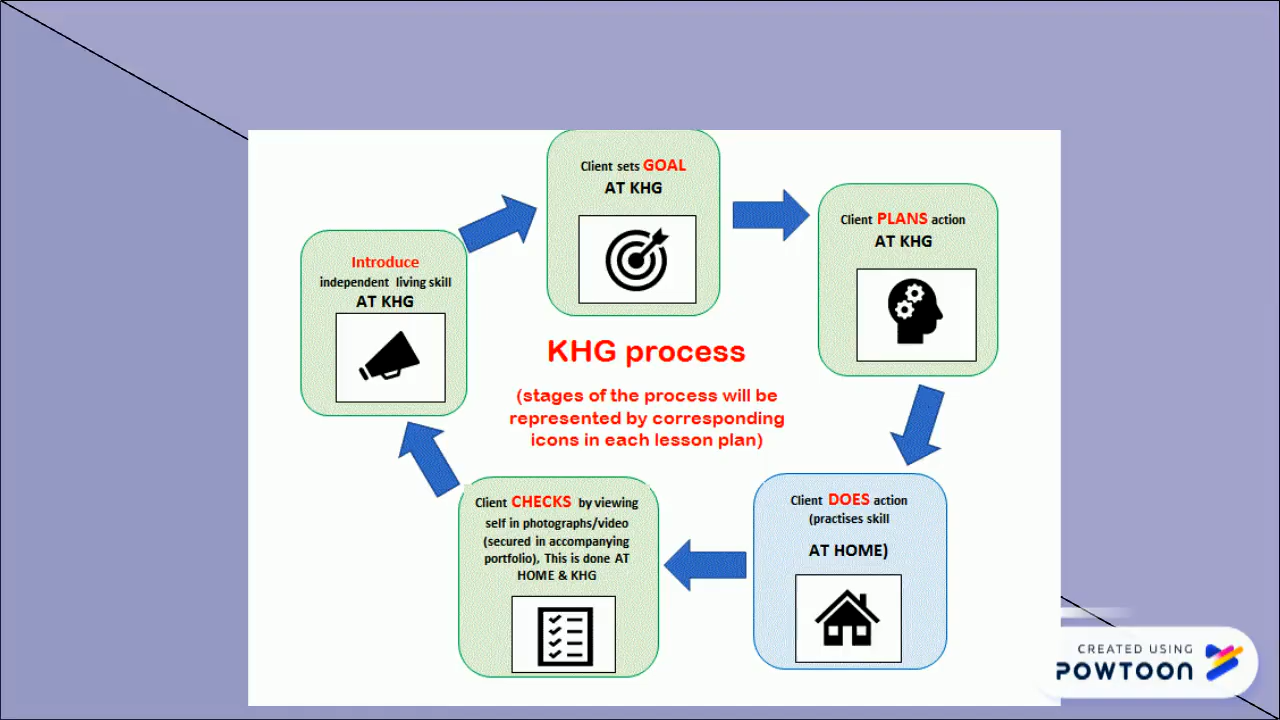 Client sets GOAL
AT KHG
Client PLANS action
AT KHG
Introduce
independent living skill
AT KHG
KHG process
(stages of the process will be
represented by corresponding
icons in each lesson plan)
Client DOES action
(practises skill
AT HOME)
Client CHECKS by viewing
self in photographs/video
(secured in accompanying
portfolio), This is done AT
HOME & KHG
CREATED USING
POWTOON